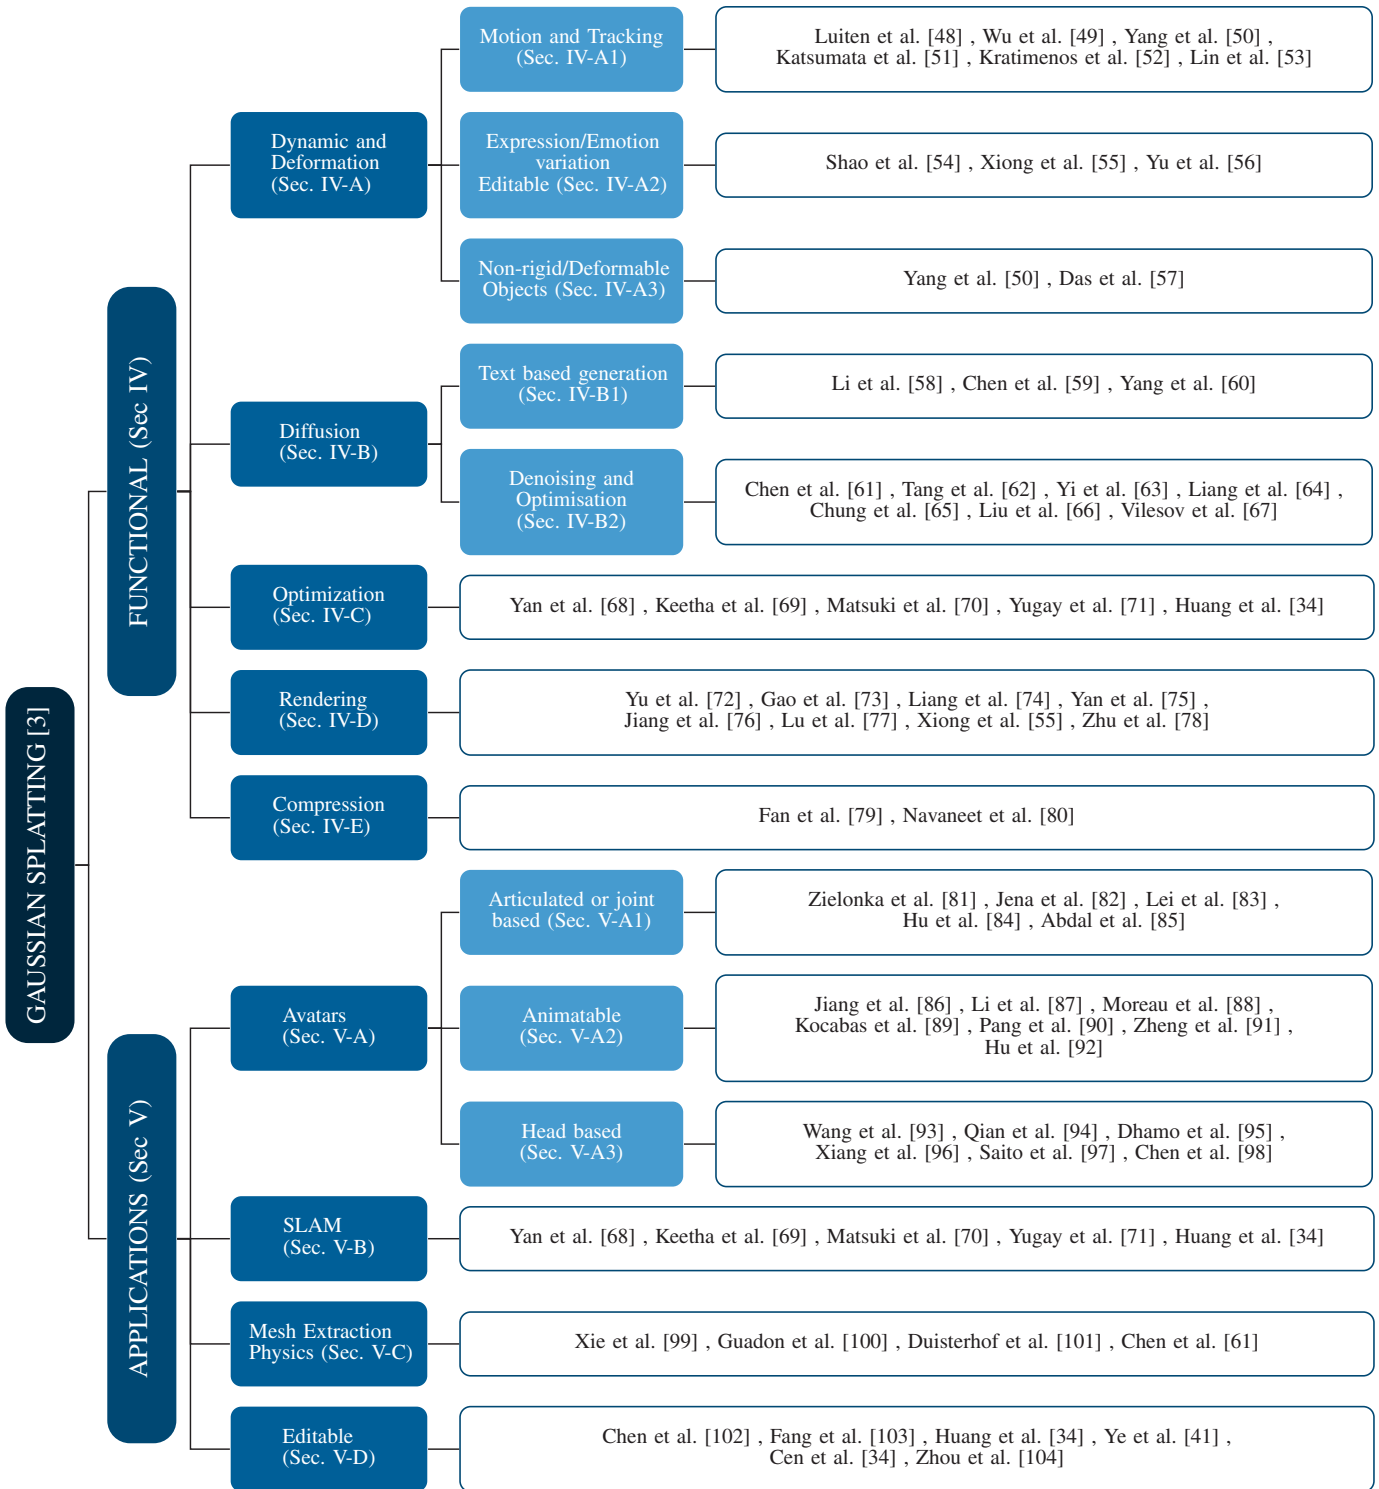 GAUSSIAN SPLATTING [3]
FUNCTIONAL (Sec IV)
Dynamic and
Deformation
(Sec. IV-A)
Motion and Tracking
(Sec. IV-A1)
Luiten et al. [48] , Wu et al. [49] , Yang et al. [50] ,
Katsumata et al. [51] , Kratimenos et al. [52] , Lin et al. [53]
Expression/Emotion
variation
Editable (Sec. IV-A2)
Shao et al. [54] , Xiong et al. [55] , Yu et al. [56]
Non-rigid/Deformable
Objects (Sec. IV-A3)
Yang et al. [50] , Das et al. [57]
Diffusion
(Sec. IV-B)
Text based generation
(Sec. IV-B1)
Li et al. [58] , Chen et al. [59] , Yang et al. [60]
Denoising and
Optimisation
(Sec. IV-B2)
Chen et al. [61] , Tang et al. [62] , Yi et al. [63] , Liang et al. [64] ,
Chung et al. [65] , Liu et al. [66] , Vilesov et al. [67]
Optimization
(Sec. IV-C)
Yan et al. [68] , Keetha et al. [69] , Matsuki et al. [70] , Yugay et al. [71] , Huang et al. [34]
Rendering
(Sec. IV-D)
Yu et al. [72] , Gao et al. [73] , Liang et al. [74] , Yan et al. [75] ,
Jiang et al. [76] , Lu et al. [77] , Xiong et al. [55] , Zhu et al. [78]
Compression
(Sec. IV-E)
Fan et al. [79] , Navaneet et al. [80]
APPLICATIONS (Sec V)
Avatars
(Sec. V-A)
Articulated or joint
based (Sec. V-A1)
Zielonka et al. [81] , Jena et al. [82] , Lei et al. [83] ,
Hu et al. [84] , Abdal et al. [85]
Animatable
(Sec. V-A2)
Jiang et al. [86] , Li et al. [87] , Moreau et al. [88] ,
Kocabas et al. [89] , Pang et al. [90] , Zheng et al. [91] ,
Hu et al. [92]
Head based
(Sec. V-A3)
Wang et al. [93] , Qian et al. [94] , Dhamo et al. [95] ,
Xiang et al. [96] , Saito et al. [97] , Chen et al. [98]
SLAM
(Sec. V-B)
Yan et al. [68] , Keetha et al. [69] , Matsuki et al. [70] , Yugay et al. [71] , Huang et al. [34]
Mesh Extraction
Physics (Sec. V-C)
Xie et al. [99] , Guadon et al. [100] , Duisterhof et al. [101] , Chen et al. [61]
Editable
(Sec. V-D)
Chen et al. [102] , Fang et al. [103] , Huang et al. [34] , Ye et al. [41] ,
Cen et al. [34] , Zhou et al. [104]